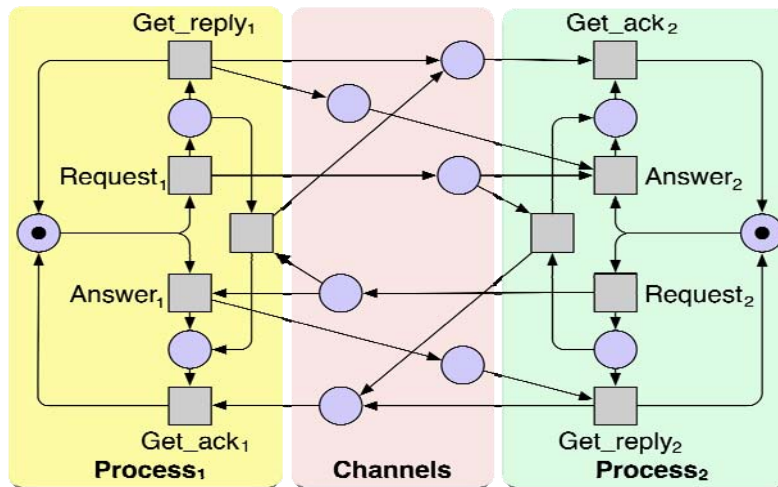 Get_reply₁
Get_ack₂
Request₁
Answer₂
Answer₁
Request₂
Get_ack₁
Get_reply₂
Process₁
Channels
Process₂